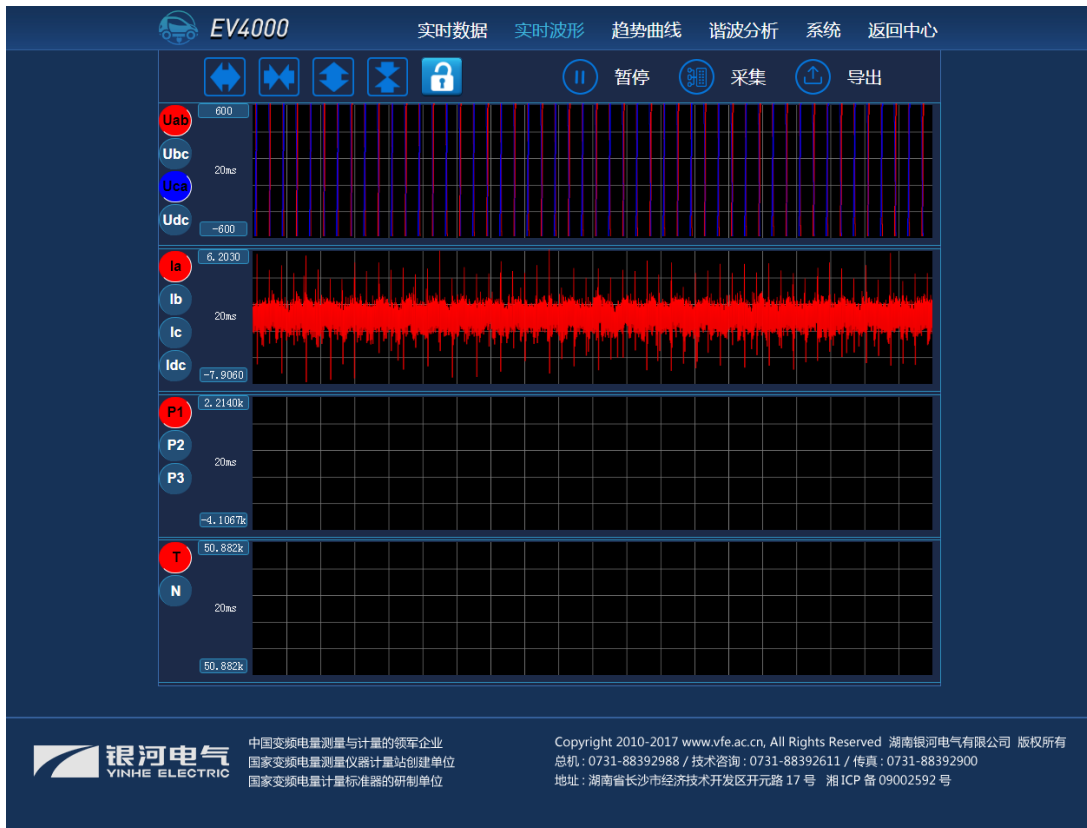 EV4000 实时数据 实时波形 趋势曲线 谐波分析 系统 返回中心
暂停 采集 导出
Uab 600
Ubc
20ms
Uca
Udc
-600
Ia 6.2030
Ib
20ms
Ic
Idc
-7.9060
P1 2.2140k
P2
20ms
P3
-4.1067k
T 50.882k
N
20ms
50.882k
银河电气
YINHE ELECTRIC
中国变频电量测量与计量的领军企业
国家变频电量测量仪器计量站创建单位
国家变频电量计量标准器的研制单位
Copyright 2010-2017 www.vfe.ac.cn, All Rights Reserved 湖南银河电气有限公司 版权所有
总机 : 0731-88392988 / 技术咨询 : 0731-88392611 / 传真 : 0731-88392900
地址 : 湖南省长沙市经济技术开发区开元路 17 号 湘 ICP 备 09002592 号